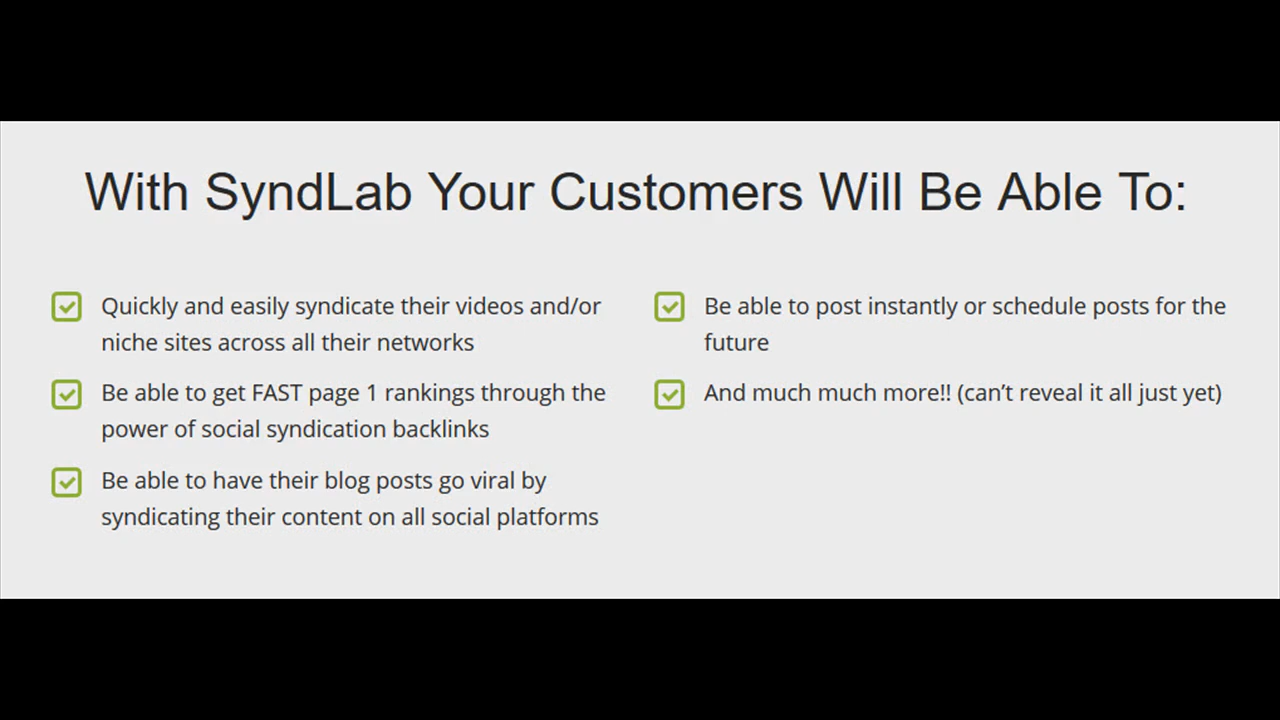 With SyndLab Your Customers Will Be Able To:
Quickly and easily syndicate their videos and/or
niche sites across all their networks
Be able to get FAST page 1 rankings through the
power of social syndication backlinks
Be able to have their blog posts go viral by
syndicating their content on all social platforms
Be able to post instantly or schedule posts for the
future
And much much more!! (can’t reveal it all just yet)